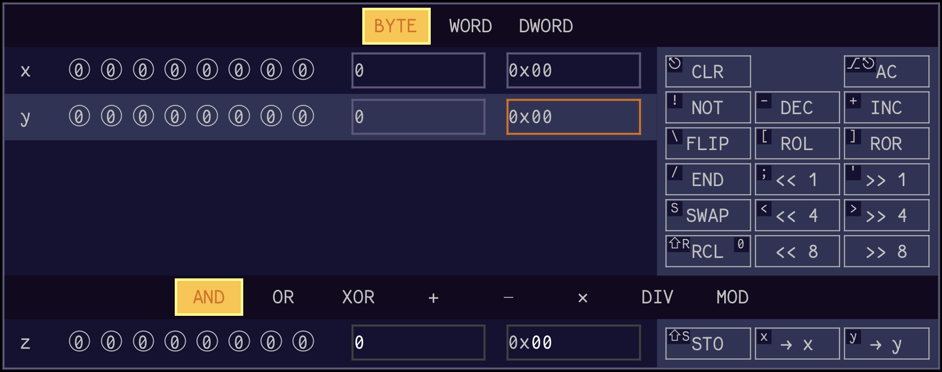 BYTE WORD DWORD
x 0 0 0 0 0 0 0 0 0 0x00 CLR AC
y 0 0 0 0 0 0 0 0 0 0x00 ! NOT - DEC + INC
\ FLIP [ ROL ] ROR
/ END ; << 1 ' >> 1
S SWAP < << 4 > >> 4
⇧R RCL 0 << 8 >> 8
AND OR XOR + − × DIV MOD
z 0 0 0 0 0 0 0 0 0 0x00 ⇧S STO x → x y → y